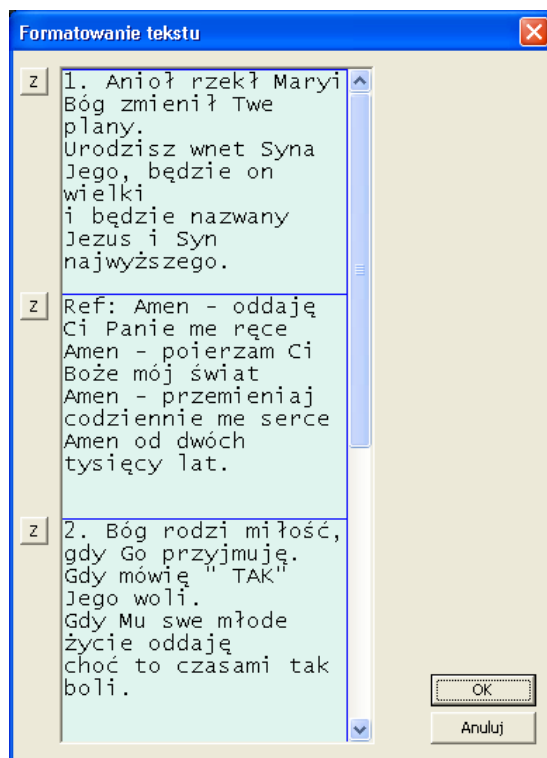 Formatowanie tekstu
Z
1. Anioł rzekł Maryi
Bóg zmienił Twe
plany.
Urodzisz wnet Syna
Jego, będzie on
wielki
i będzie nazwany
Jezus i Syn
najwyższego.
Z
Ref: Amen - oddaję
Ci Panie me ręce
Amen - poierzam Ci
Boże mój świat
Amen - przemieniaj
codziennie me serce
Amen od dwóch
tysięcy lat.
Z
2. Bóg rodzi miłość,
gdy Go przyjmuję.
Gdy mówię " TAK"
Jego woli.
Gdy Mu swe młode
życie oddaję
choć to czasami tak
boli.
OK
Anuluj